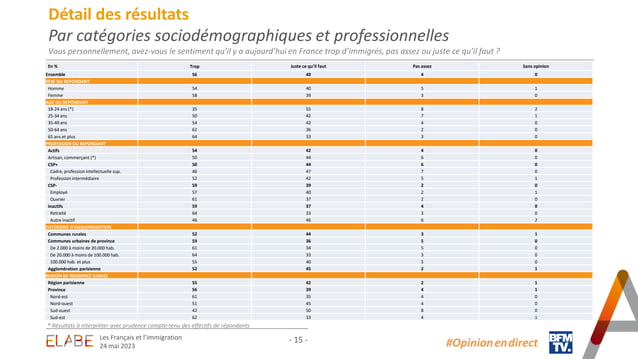 Détail des résultats
Par catégories sociodémographiques et professionnelles
Vous personnellement, avez-vous le sentiment qu'il y a aujourd'hui en France trop d'immigrés, pas assez ou juste ce qu'il faut ?
En % Trop Juste ce qu'il faut Pas assez Sans opinion
Ensemble 56 40 4 0
SEXE DU REPONDANT
Homme 54 40 5 1
Femme 58 39 3 0
AGE DU REPONDANT
18-24 ans (*) 35 55 8 2
25-34 ans 50 42 7 1
35-49 ans 54 42 4 0
50-64 ans 62 36 2 0
65 ans et plus 64 33 3 0
PROFESSION DU REPONDANT
Actifs 54 42 4 0
Artisan, commerçant (*) 50 44 6 0
CSP+ 50 44 6 0
Cadre, profession intellectuelle sup. 46 47 7 0
Profession intermédiaire 52 42 5 1
CSP- 59 39 2 0
Employé 57 40 2 1
Ouvrier 61 37 2 0
Inactifs 59 37 4 0
Retraité 64 33 3 0
Autre inactif 46 46 6 2
CATEGORIE D'AGGLOMERATION
Communes rurales 52 44 3 1
Communes urbaines de province 59 36 5 0
De 2.000 à moins de 20.000 hab. 61 34 5 0
De 20.000 à moins de 100.000 hab. 64 33 3 0
100.000 hab. et plus 55 40 5 0
Agglomération parisienne 52 45 2 1
REGION DE RESIDENCE (UDA5)
Région parisienne 55 42 2 1
Province 56 39 4 1
Nord-est 61 35 4 0
Nord-ouest 51 45 4 0
Sud-ouest 42 50 8 0
Sud-est 62 33 4 1
* Résultats à interpréter avec prudence compte-tenu des effectifs de répondants
ELABE
Les Français et l'immigration
24 mai 2023
- 15 -
#Opinion en direct
BFM
TV.